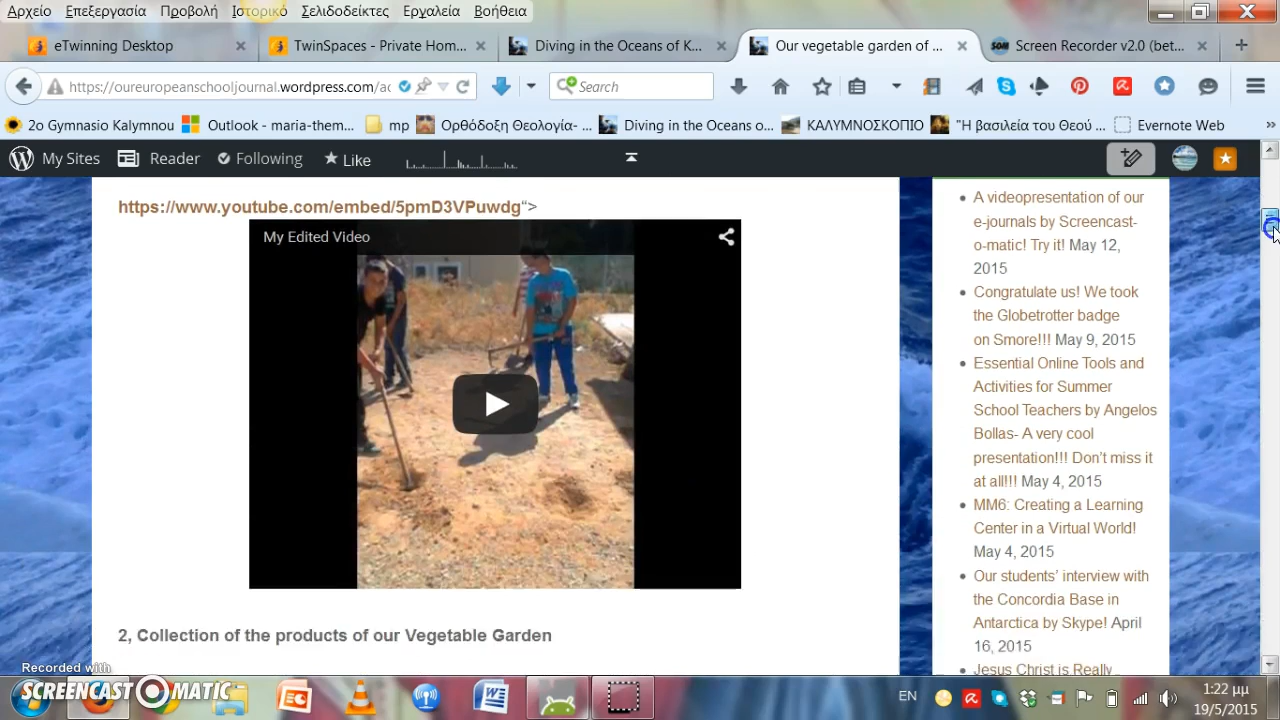 Αρχείο Επεξεργασία Προβολή Ιστορικό Σελιδοδείκτες Εργαλεία Βοήθεια
eTwinning Desktop
TwinSpaces - Private Hom...
Diving in the Oceans of K...
Our vegetable garden of ...
Screen Recorder v2.0 (bet...
https://oureuropeanschooljournal.wordpress.com/ac
Search
2o Gymnasio Kalymnou
Outlook - maria-them...
mp
Ορθόδοξη Θεολογία- ...
Diving in the Oceans o...
ΚΑΛΥΜΝΟΣΚΟΠΙΟ
"Η βασιλεία του Θεού ...
Evernote Web
My Sites Reader Following Like
https://www.youtube.com/embed/5pmD3VPuwdg“>
My Edited Video
2, Collection of the products of our Vegetable Garden
A videopresentation of our
e-journals by Screencast-
o-matic! Try it! May 12,
2015
Congratulate us! We took
the Globetrotter badge
on Smore!!! May 9, 2015
Essential Online Tools and
Activities for Summer
School Teachers by Angelos
Bollas- A very cool
presentation!!! Don’t miss it
at all!!! May 4, 2015
MM6: Creating a Learning
Center in a Virtual World!
May 4, 2015
Our students’ interview with
the Concordia Base in
Antarctica by Skype! April
16, 2015
Jesus Christ is Really
Recorded with
SCREENCAST MATIC
EN
1:22 μμ
19/5/2015